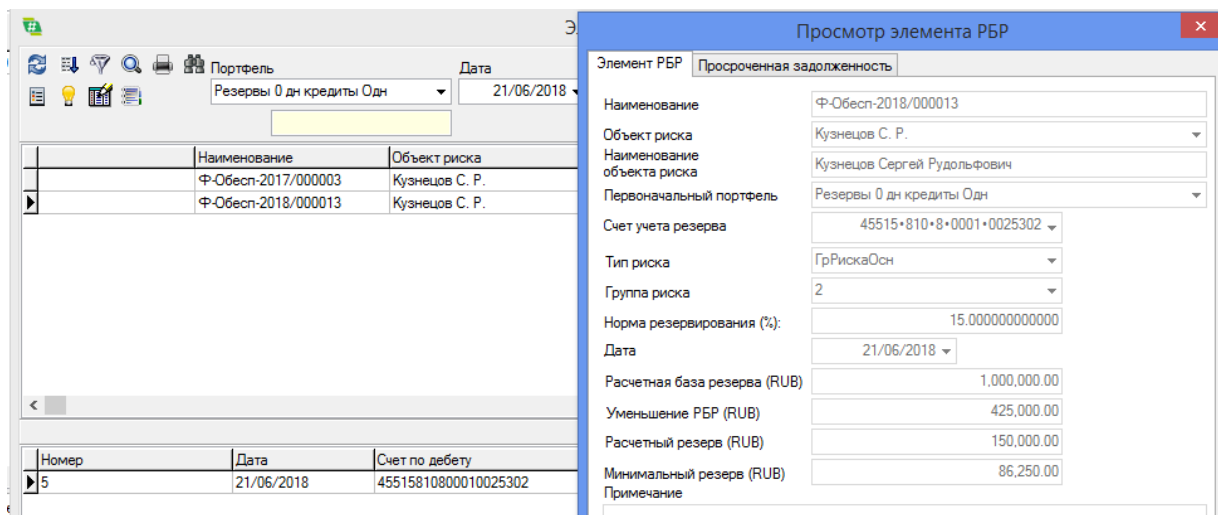 Э
Портфель
Дата
Резервы 0 дн кредиты Одн
21/06/2018
Наименование
Объект риска
Ф-Обесп-2017/000003
Кузнецов С. Р.
Ф-Обесп-2018/000013
Кузнецов С. Р.
Номер
Дата
Счет по дебету
5
21/06/2018
45515810800010025302
Просмотр элемента РБР
Элемент РБР
Просроченная задолженность
Наименование
Ф-Обесп-2018/000013
Объект риска
Кузнецов С. Р.
Наименование
объекта риска
Кузнецов Сергей Рудольфович
Первоначальный портфель
Резервы 0 дн кредиты Одн
Счет учета резерва
45515•810•8•0001•0025302
Тип риска
ГрРискаОсн
Группа риска
2
Норма резервирования (%):
15.000000000000
Дата
21/06/2018
Расчетная база резерва (RUB)
1,000,000.00
Уменьшение РБР (RUB)
425,000.00
Расчетный резерв (RUB)
150,000.00
Минимальный резерв (RUB)
86,250.00
Примечание